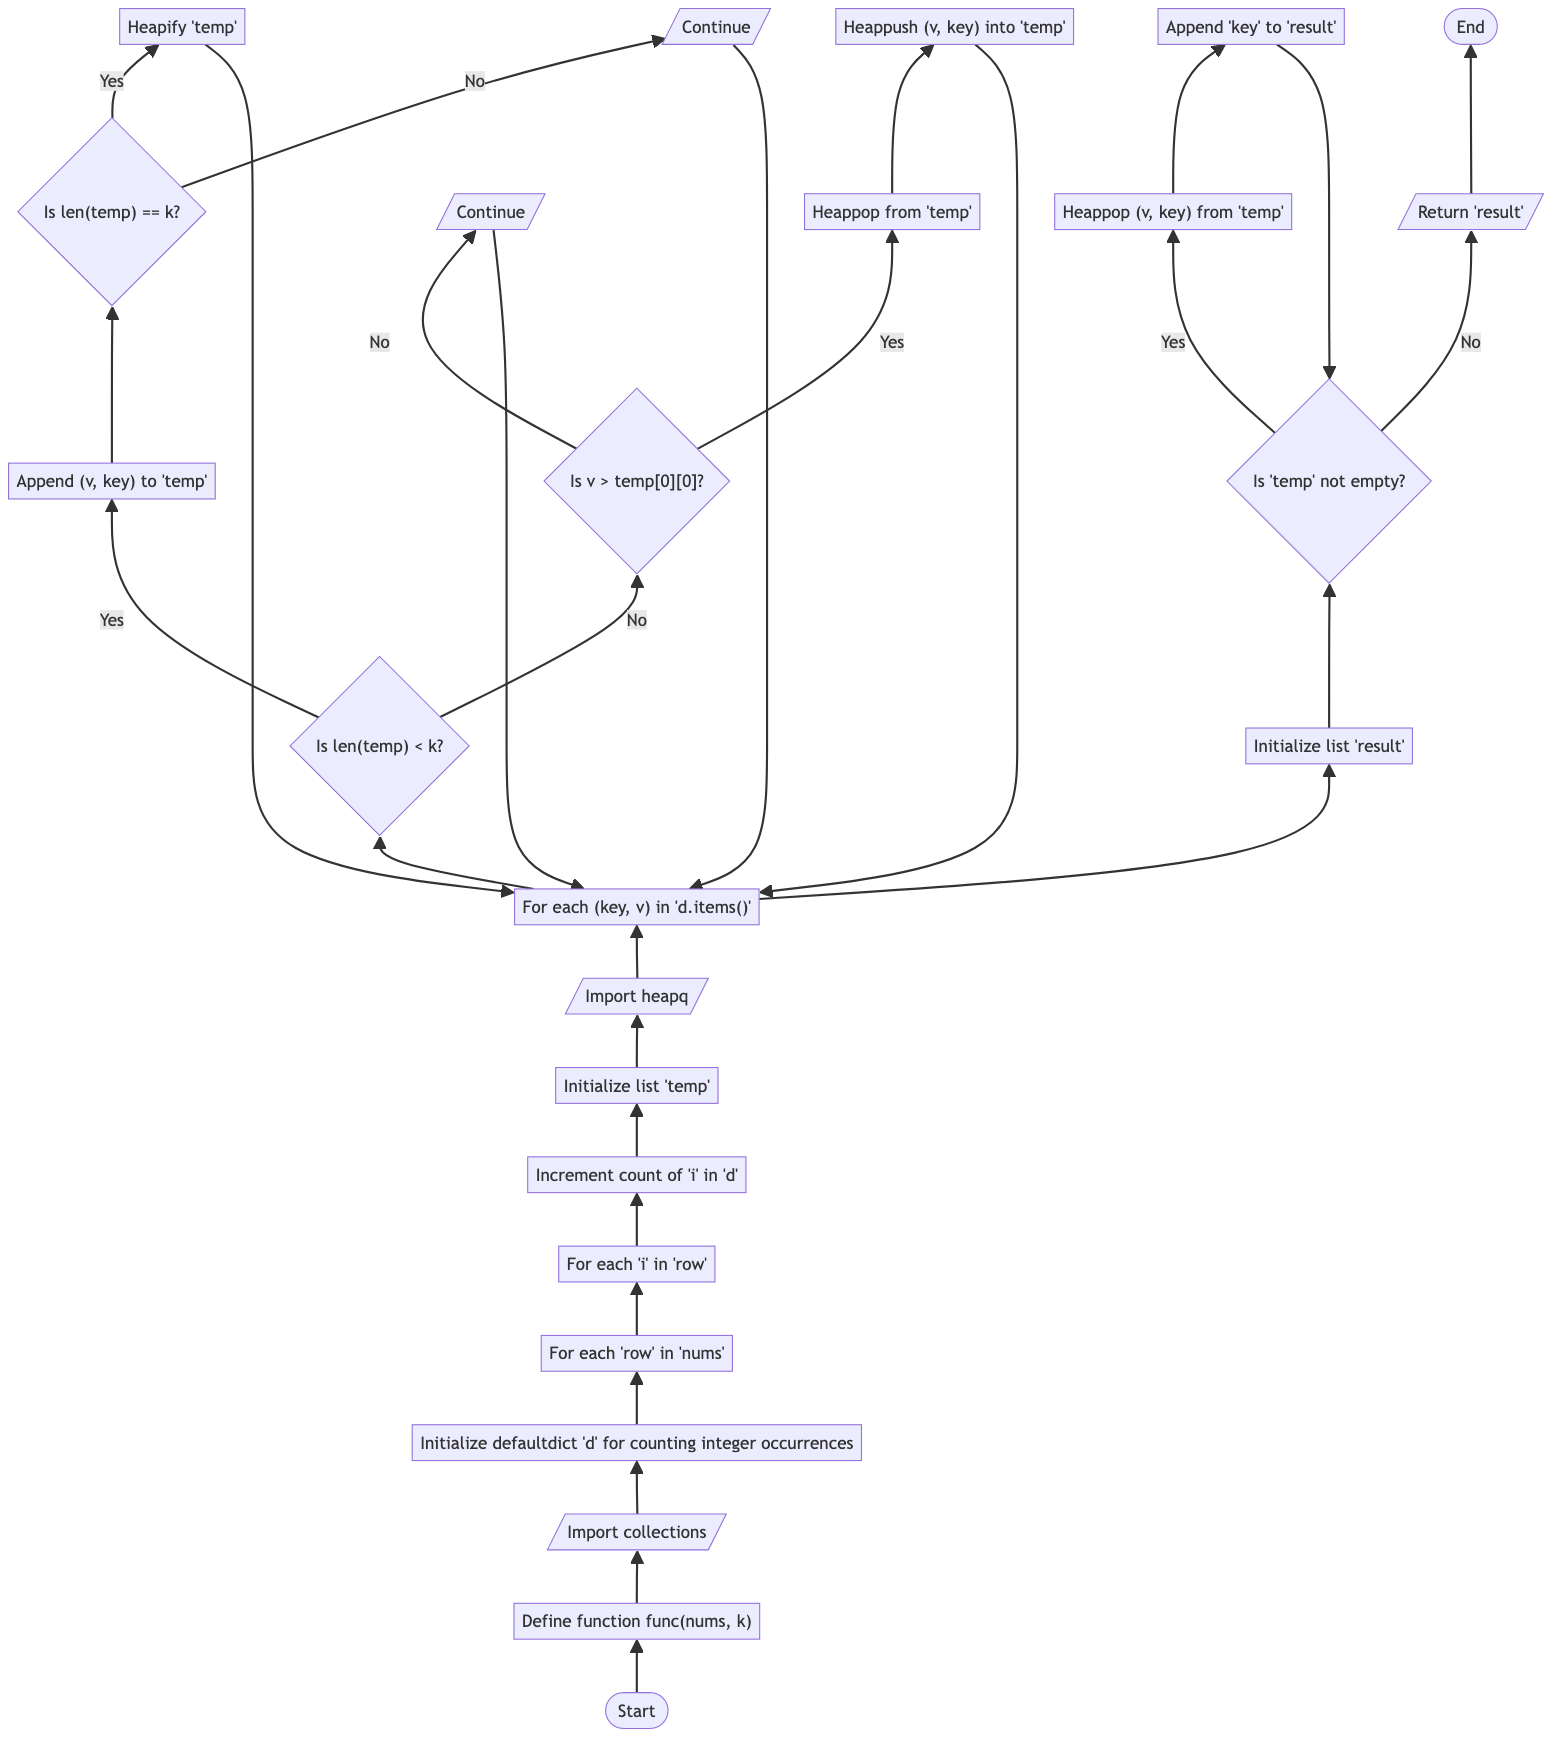 Heapify 'temp'
Continue
Heappush (v, key) into 'temp'
Append 'key' to 'result'
End
Yes
No
Is len(temp) == k?
Continue
Heappop from 'temp'
Heappop (v, key) from 'temp'
Return 'result'
No
Yes
Yes
No
Append (v, key) to 'temp'
Is v > temp[0][0]?
Is 'temp' not empty?
Yes
No
Is len(temp) < k?
Initialize list 'result'
For each (key, v) in 'd.items()'
Import heapq
Initialize list 'temp'
Increment count of 'i' in 'd'
For each 'i' in 'row'
For each 'row' in 'nums'
Initialize defaultdict 'd' for counting integer occurrences
Import collections
Define function func(nums, k)
Start